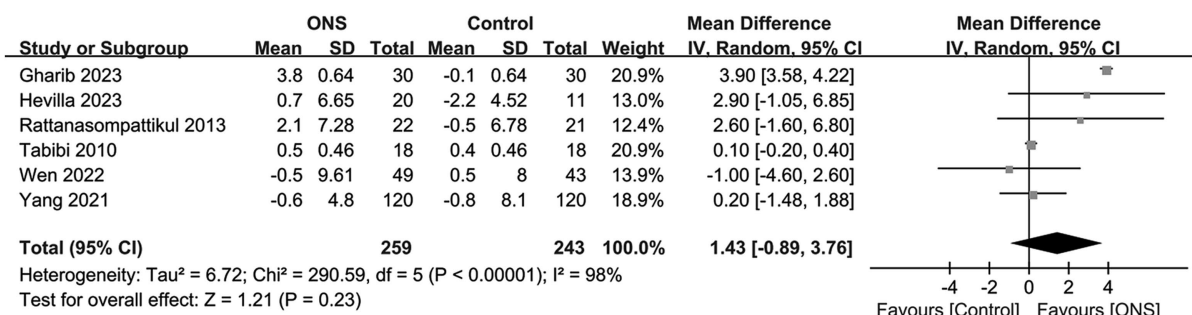 ONS Control Mean Difference Mean Difference
Study or Subgroup Mean SD Total Mean SD Total Weight IV, Random, 95% CI IV, Random, 95% CI
Gharib 2023 3.8 0.64 30 -0.1 0.64 30 20.9% 3.90 [3.58, 4.22]
Hevilla 2023 0.7 6.65 20 -2.2 4.52 11 13.0% 2.90 [-1.05, 6.85]
Rattanasompattikul 2013 2.1 7.28 22 -0.5 6.78 21 12.4% 2.60 [-1.60, 6.80]
Tabibi 2010 0.5 0.46 18 0.4 0.46 18 20.9% 0.10 [-0.20, 0.40]
Wen 2022 -0.5 9.61 49 0.5 8 43 13.9% -1.00 [-4.60, 2.60]
Yang 2021 -0.6 4.8 120 -0.8 8.1 120 18.9% 0.20 [-1.48, 1.88]
Total (95% CI) 259 243 100.0% 1.43 [-0.89, 3.76]
Heterogeneity: Tau² = 6.72; Chi² = 290.59, df = 5 (P < 0.00001); I² = 98%
Test for overall effect: Z = 1.21 (P = 0.23)
-4 -2 0 2 4
Favours [Control] Favours [ONS]